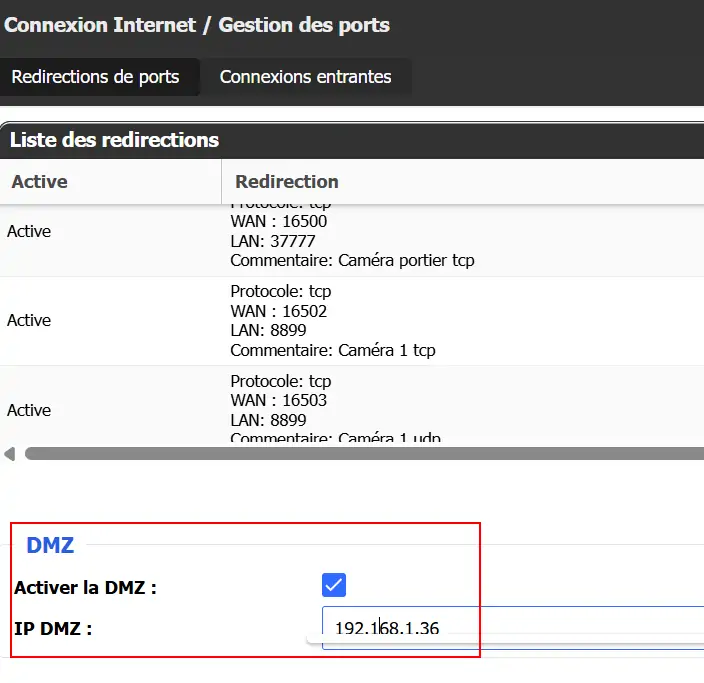 Connexion Internet / Gestion des ports
Redirections de ports
Connexions entrantes
Liste des redirections
Active
Redirection
Active
Protocole: tcp
WAN : 16500
LAN: 37777
Commentaire: Caméra portier tcp
Active
Protocole: tcp
WAN : 16502
LAN: 8899
Commentaire: Caméra 1 tcp
Active
Protocole: tcp
WAN : 16503
LAN: 8899
Commentaire: Caméra 1 udp
DMZ
Activer la DMZ :
IP DMZ :
192.168.1.36